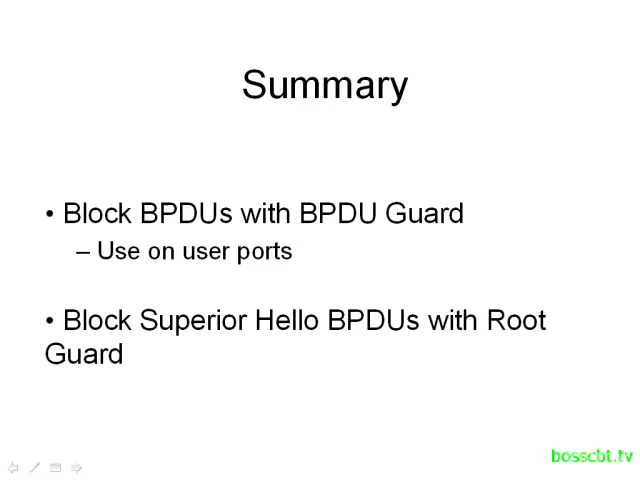 Summary
• Block BPDUs with BPDU Guard
– Use on user ports
• Block Superior Hello BPDUs with Root
Guard
bosscbt.tv